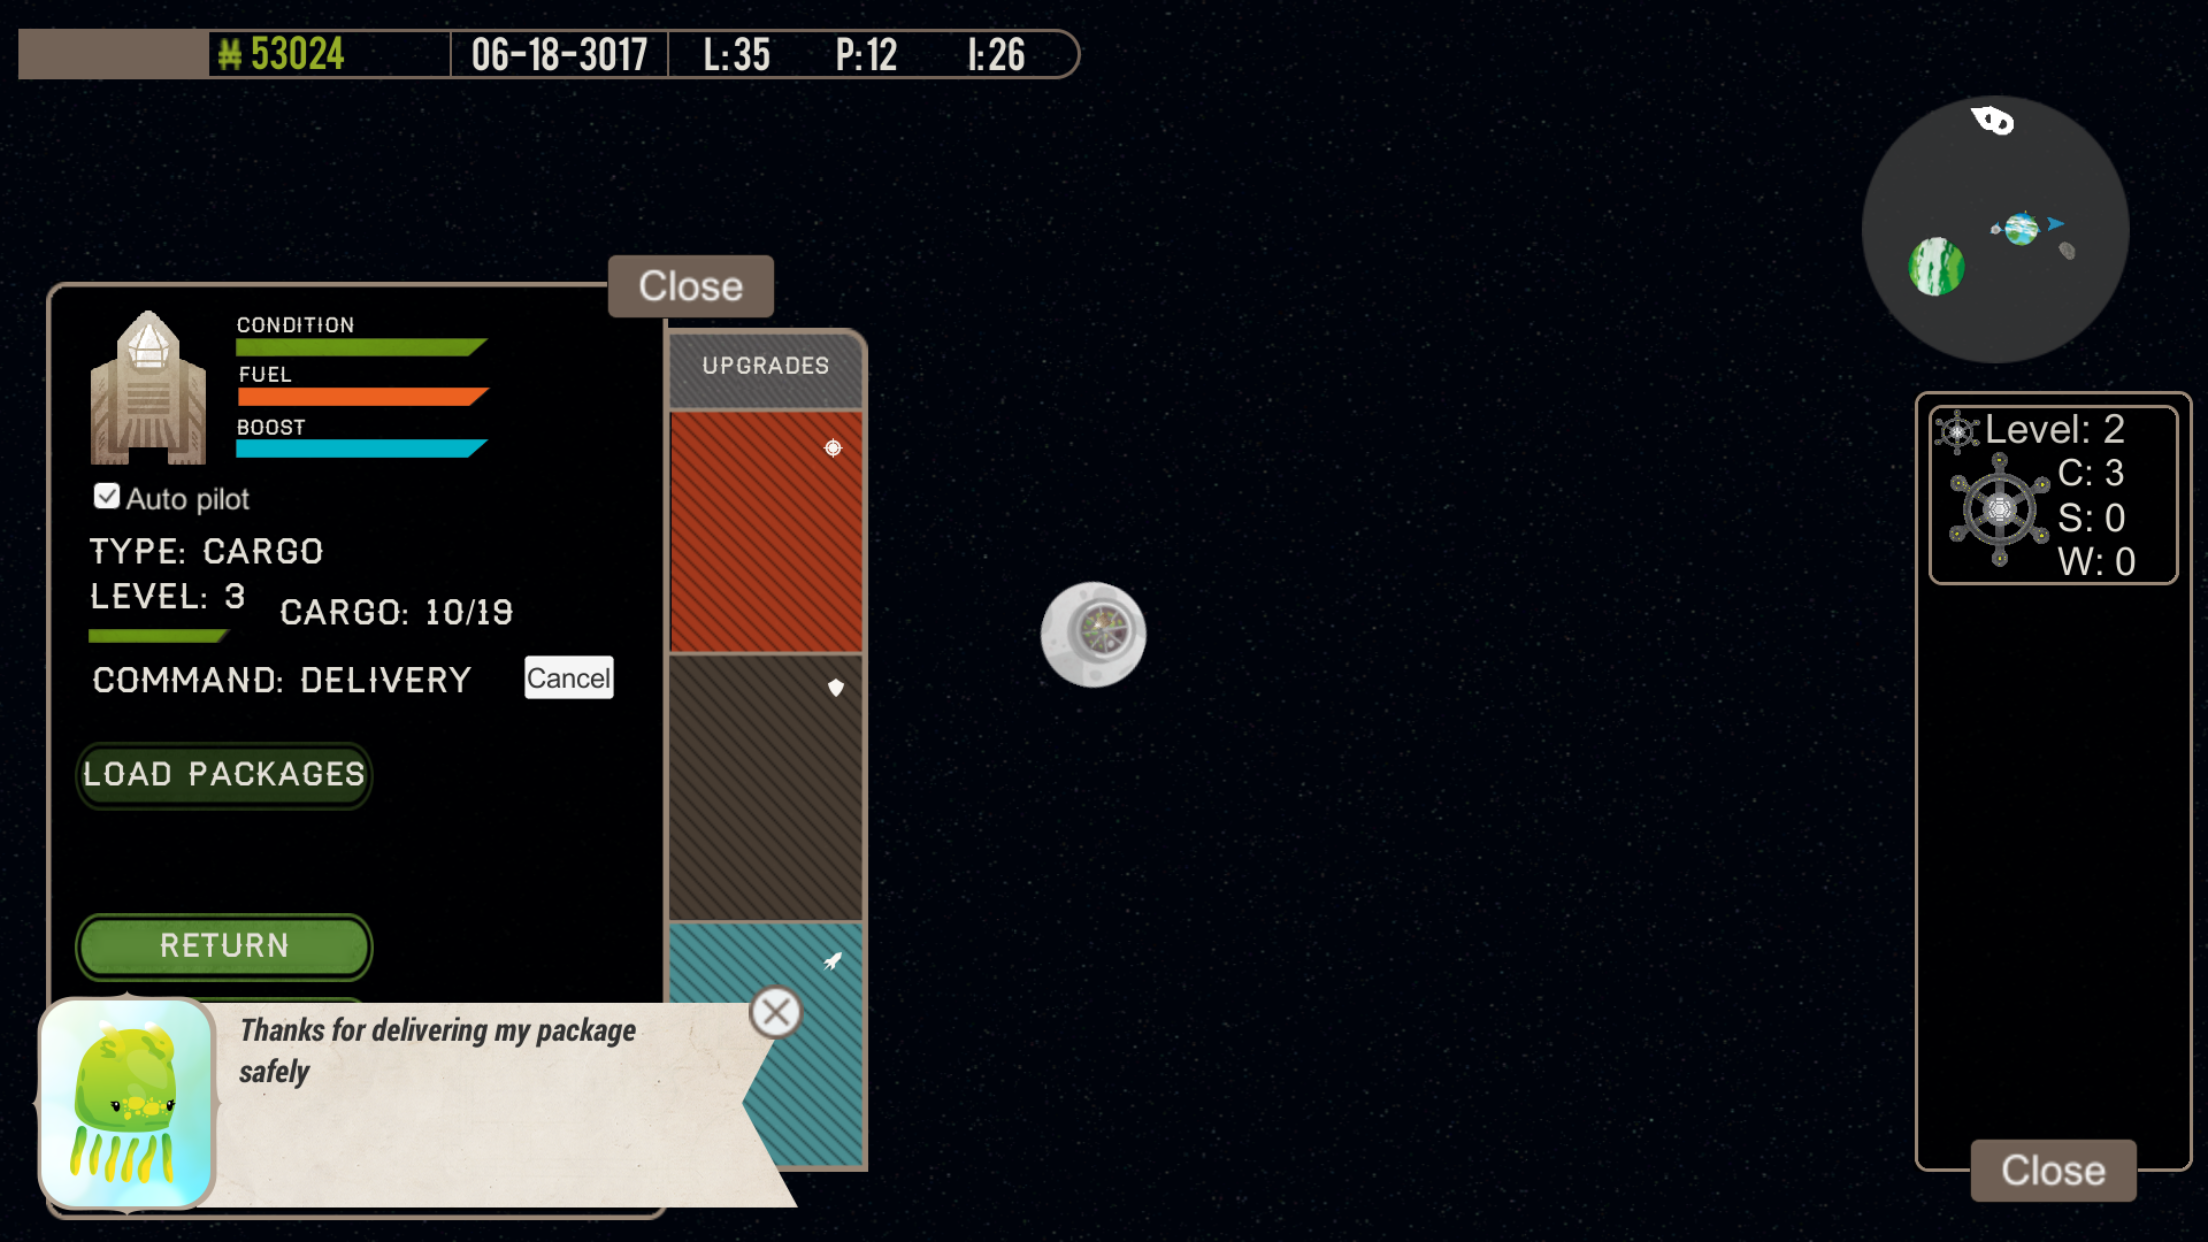 # 53024
06-18-3017
L:35 P:12 I:26
Close
CONDITION
FUEL
BOOST
Auto pilot
TYPE: CARGO
LEVEL: 3
CARGO: 10/19
COMMAND: DELIVERY
Cancel
LOAD PACKAGES
RETURN
UPGRADES
Thanks for delivering my package
safely
Level: 2
C: 3
S: 0
W: 0
Close